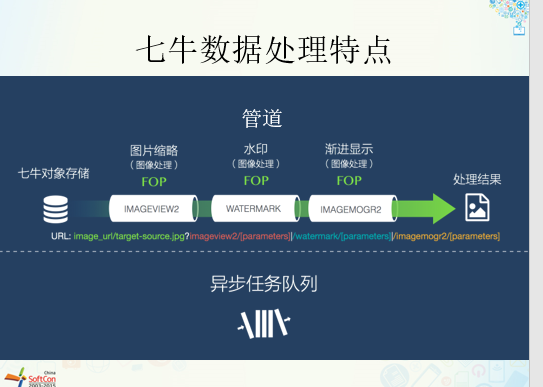 七牛数据处理特点
管道
图片缩略
（图像处理）
FOP
水印
（图像处理）
FOP
渐进显示
（图像处理）
FOP
七牛对象存储
处理结果
IMAGEVIEW2
WATERMARK
IMAGEMOGR2
URL: image_url/target-source.jpg?imageview2/[parameters]|/watermark/[parameters]|/imagemogr2/[parameters]
异步任务队列
China
SoftCon
2003-2015